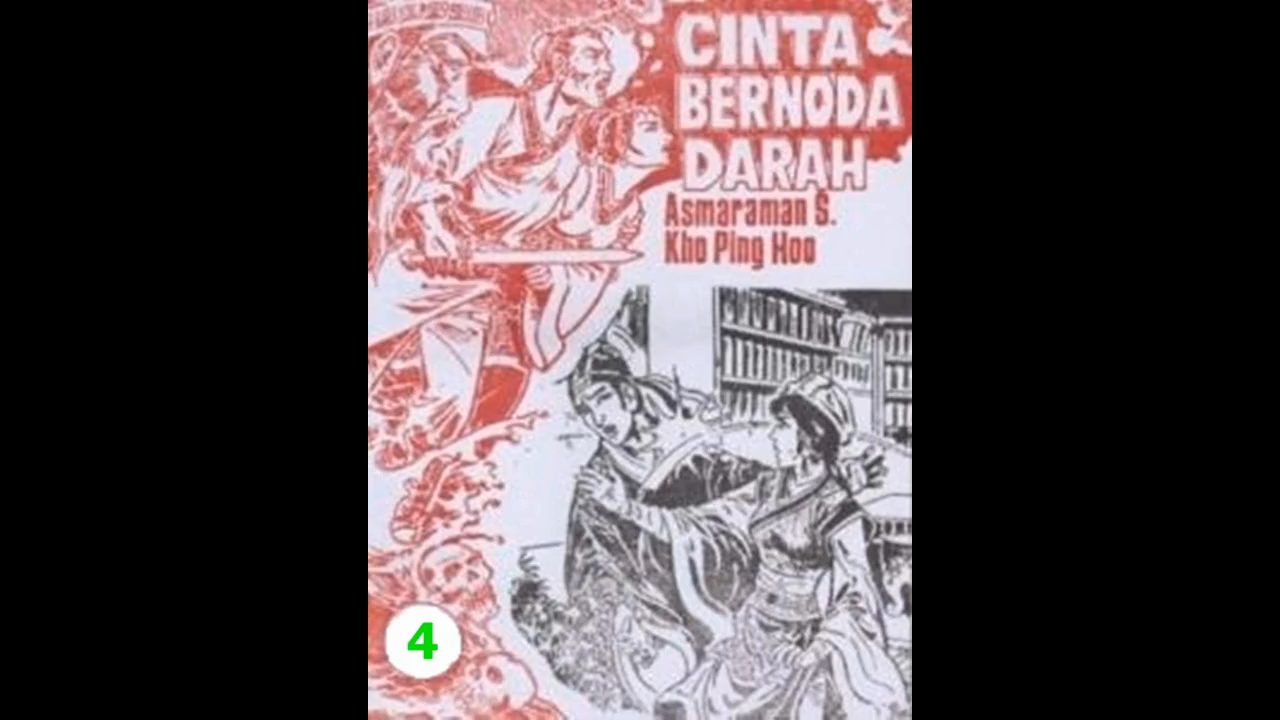 CINTA
BERNODA
DARAH
Asmaraman S.
Kho Ping Hoo
4